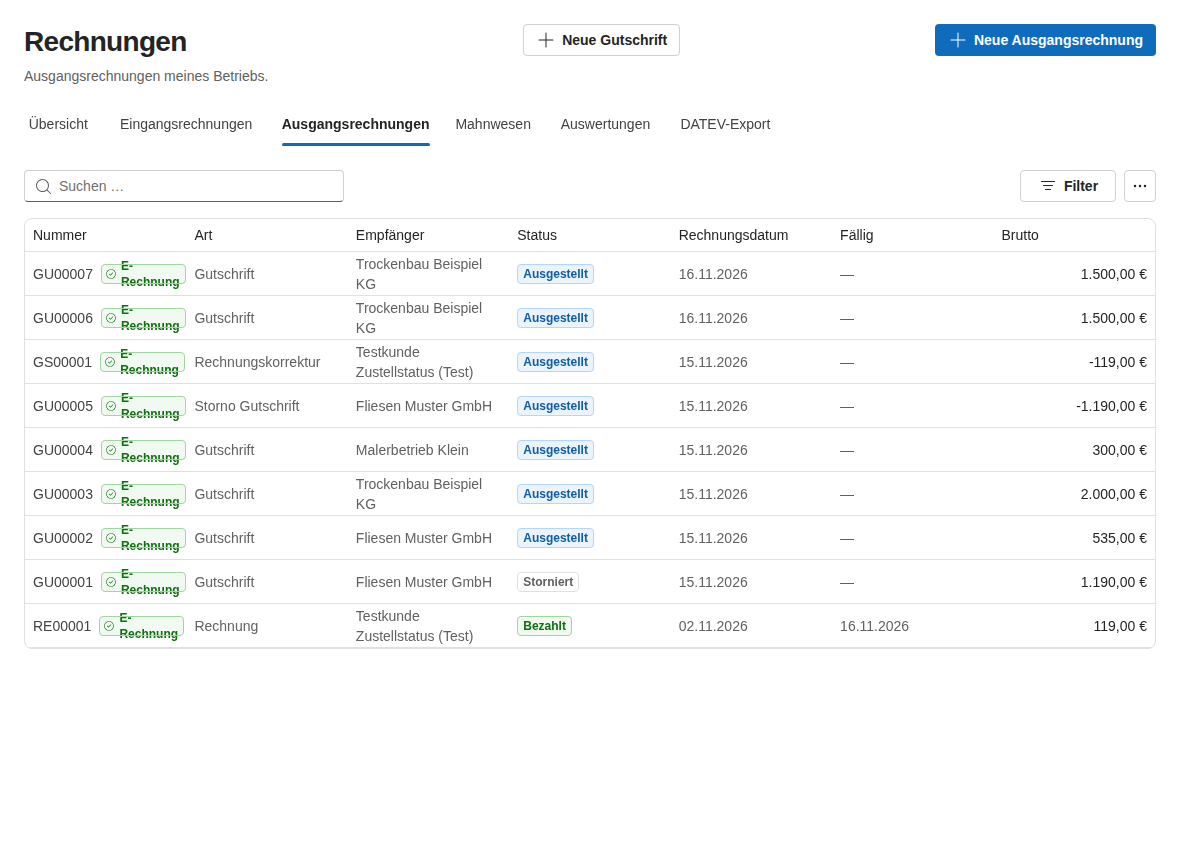 Rechnungen
Neue Gutschrift
Neue Ausgangsrechnung
Ausgangsrechnungen meines Betriebs.
Übersicht Eingangsrechnungen Ausgangsrechnungen Mahnwesen Auswertungen DATEV-Export
Suchen …
Filter
Nummer Art Empfänger Status Rechnungsdatum Fällig Brutto
GU00007 E-Rechnung Gutschrift Trockenbau Beispiel KG Ausgestellt 16.11.2026 — 1.500,00 €
GU00006 E-Rechnung Gutschrift Trockenbau Beispiel KG Ausgestellt 16.11.2026 — 1.500,00 €
GS00001 E-Rechnung Rechnungskorrektur Testkunde Zustellstatus (Test) Ausgestellt 15.11.2026 — -119,00 €
GU00005 E-Rechnung Storno Gutschrift Fliesen Muster GmbH Ausgestellt 15.11.2026 — -1.190,00 €
GU00004 E-Rechnung Gutschrift Malerbetrieb Klein Ausgestellt 15.11.2026 — 300,00 €
GU00003 E-Rechnung Gutschrift Trockenbau Beispiel KG Ausgestellt 15.11.2026 — 2.000,00 €
GU00002 E-Rechnung Gutschrift Fliesen Muster GmbH Ausgestellt 15.11.2026 — 535,00 €
GU00001 E-Rechnung Gutschrift Fliesen Muster GmbH Storniert 15.11.2026 — 1.190,00 €
RE00001 E-Rechnung Rechnung Testkunde Zustellstatus (Test) Bezahlt 02.11.2026 16.11.2026 119,00 €